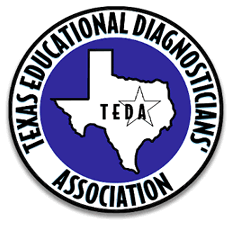 TEXAS EDUCATIONAL DIAGNOSTICIANS'
TEDA
ASSOCIATION